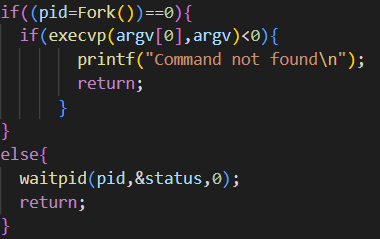 if((pid=Fork())==0){
  if(execvp(argv[0],argv)<0){
        printf("Command not found\n");
        return;
      }
}
else{
  waitpid(pid,&status,0);
  return;
}